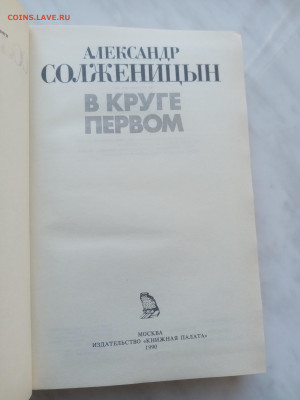 COINS.LAVE.RU
АЛЕКСАНДР
СОЛЖЕНИЦЫН
В КРУГЕ
ПЕРВОМ
МОСКВА
ИЗДАТЕЛЬСТВО «КНИЖНАЯ ПАЛАТА»
1990